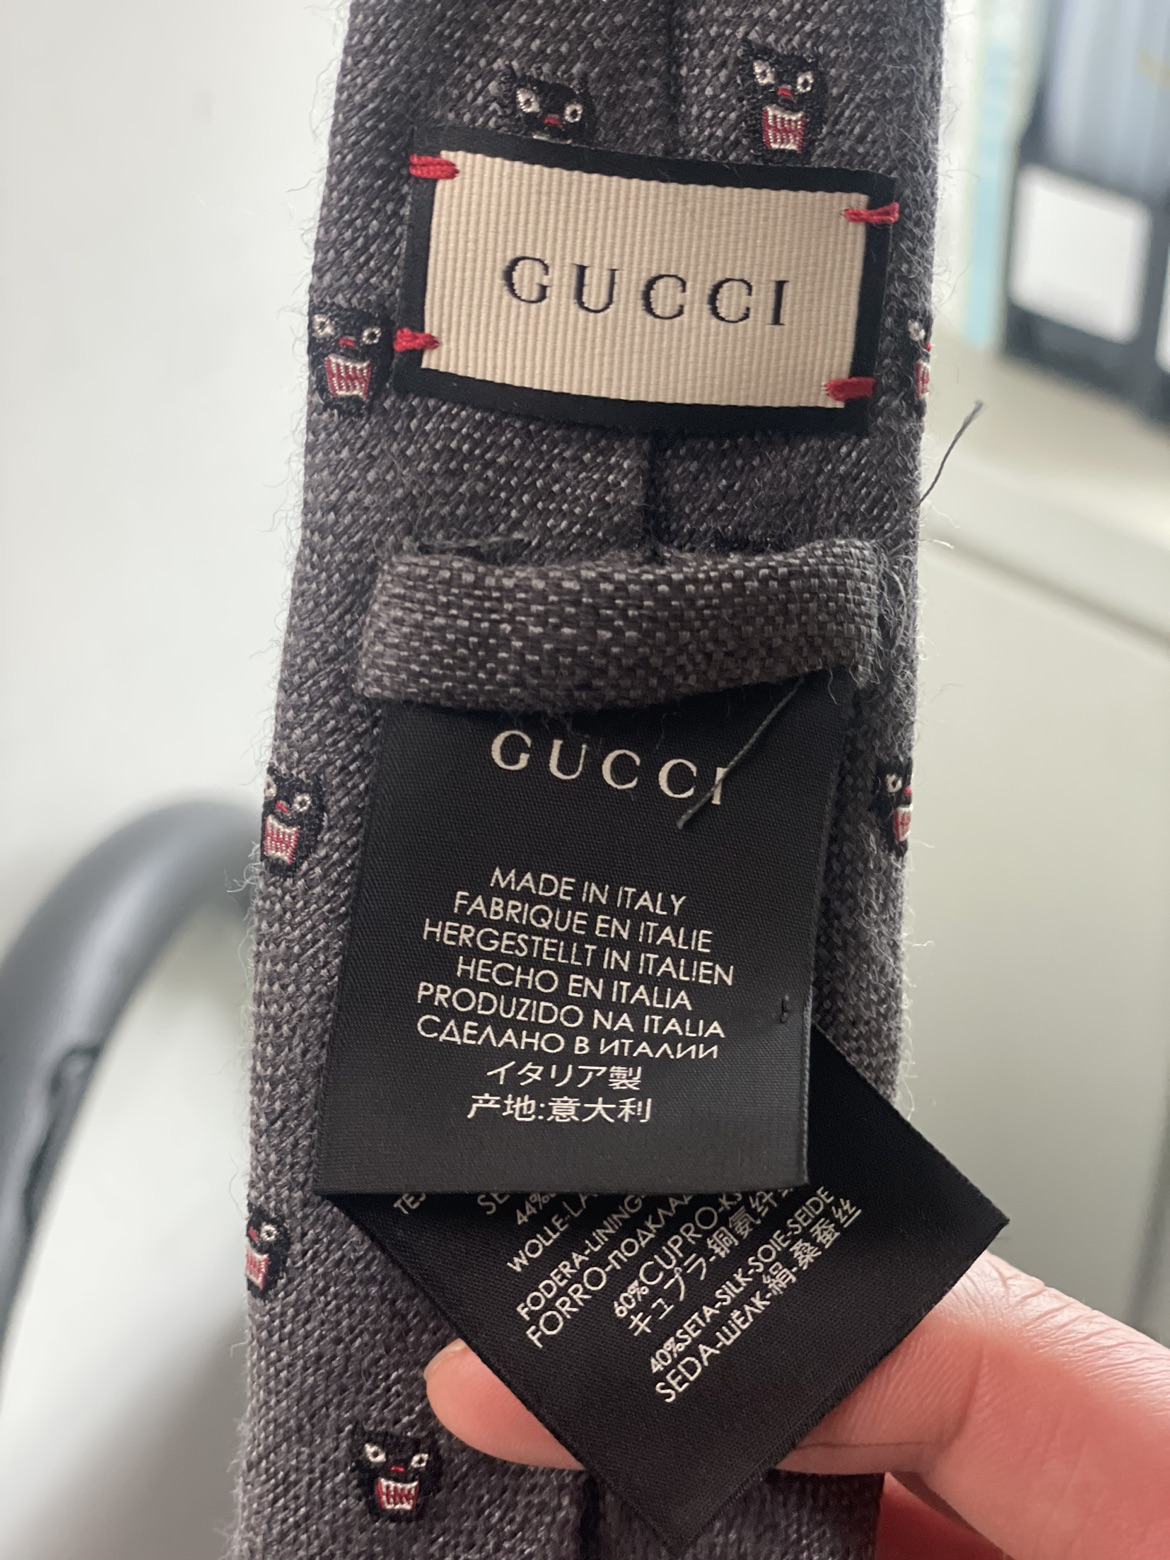 GUCCI
GUCCI
MADE IN ITALY
FABRIQUE EN ITALIE
HERGESTELLT IN ITALIEN
HECHO EN ITALIA
PRODUZIDO NA ITALIA
СДЕЛАНО В ИТАЛИИ
イタリア製
产地:意大利
44%
WOLLE-
FODERA-LINING-
FORRO-ПОДКЛАД
60%CUPRO-
キュプラ-铜氨纤
40%SETA-SILK-SOIE-SEIDE
SEDA-ШЁЛК-絹-桑蚕丝